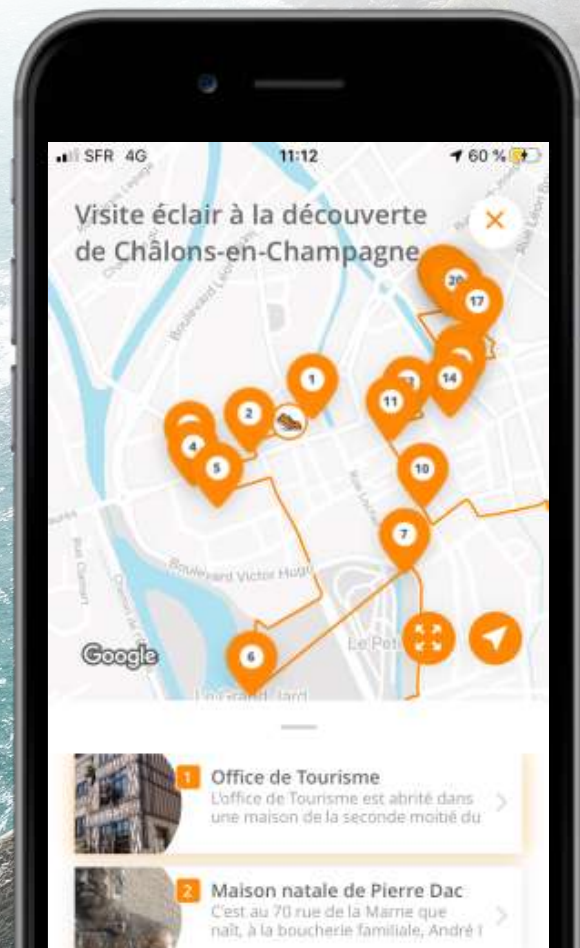 SFR 4G
11:12
60 %
Visite éclair à la découverte
de Châlons-en-Champagne
20
17
1
2
14
11
4
5
10
7
Boulevard Victor Hugo
Google
6
Le Grand Jard
1
Office de Tourisme
L'office de Tourisme est abrité dans
une maison de la seconde moitié du
2
Maison natale de Pierre Dac
C'est au 70 rue de la Marne que
naît, à la boucherie familiale, André I